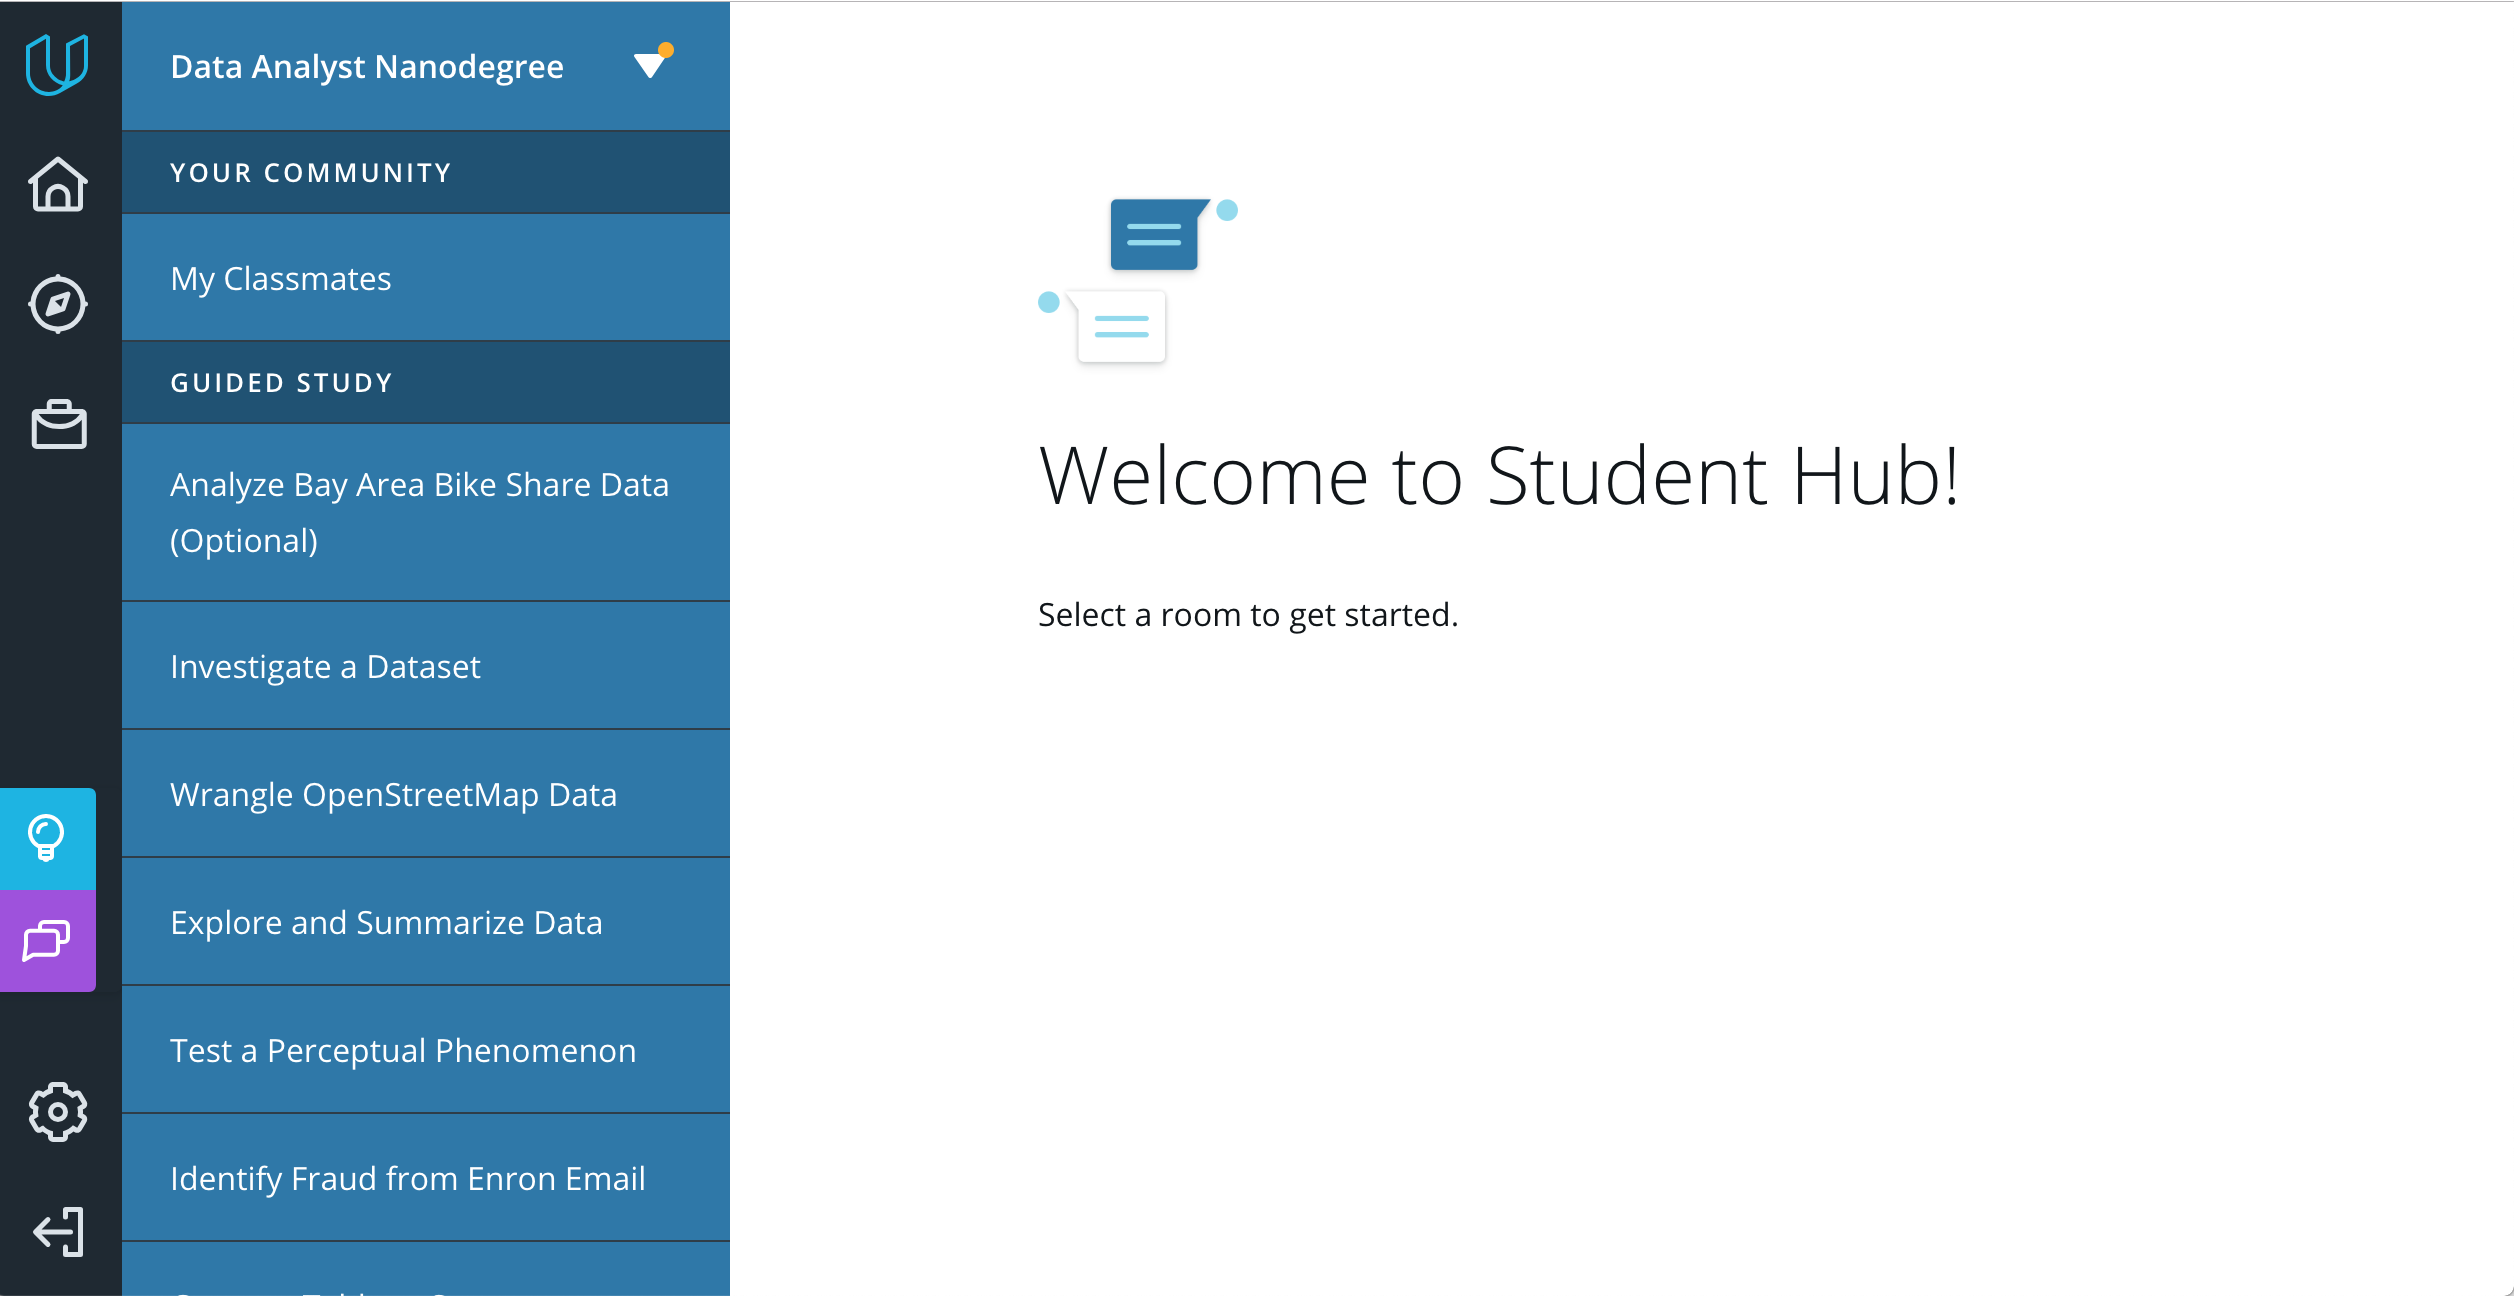 Data Analyst Nanodegree
YOUR COMMUNITY
My Classmates
GUIDED STUDY
Analyze Bay Area Bike Share Data
(Optional)
Investigate a Dataset
Wrangle OpenStreetMap Data
Explore and Summarize Data
Test a Perceptual Phenomenon
Identify Fraud from Enron Email
Welcome to Student Hub!
Select a room to get started.